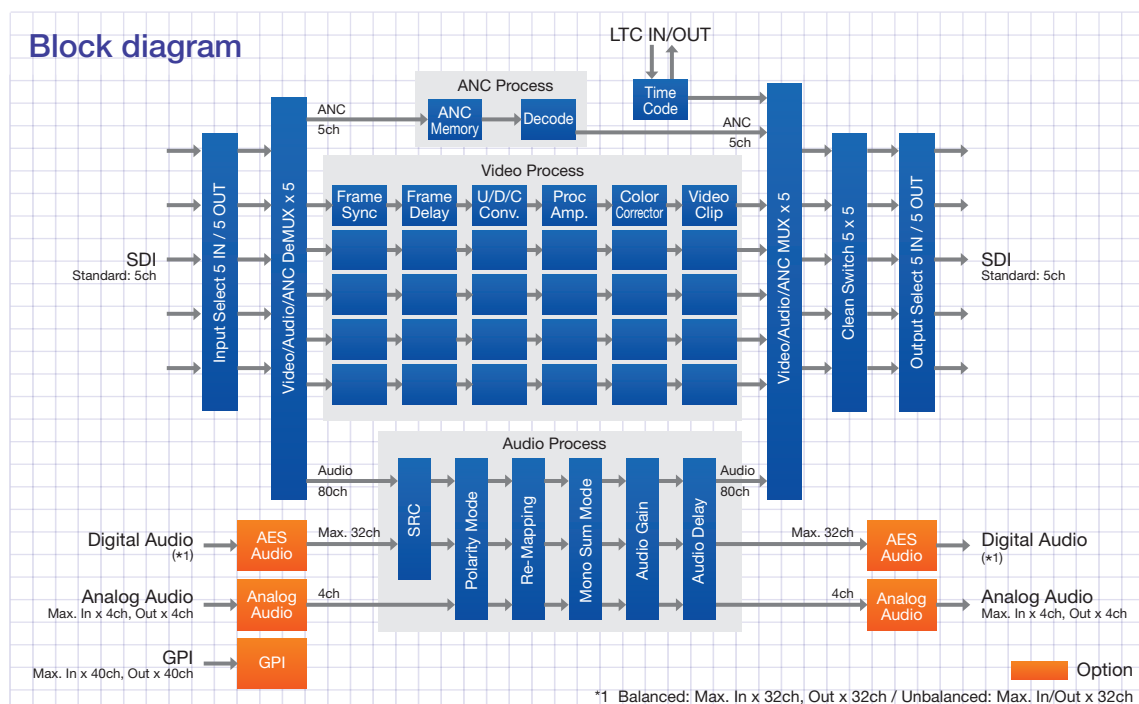 Block diagram
LTC IN/OUT
ANC Process
ANC
5ch
ANC
Memory
Decode
Time
Code
ANC
5ch
Video Process
Frame
Sync
Frame
Delay
U/D/C
Conv.
Proc
Amp.
Color
Corrector
Video
Clip
SDI
Standard: 5ch
Input Select 5 IN / 5 OUT
Video/Audio/ANC DeMUX x 5
Video/Audio/ANC MUX x 5
Clean Switch 5 x 5
Output Select 5 IN / 5 OUT
SDI
Standard: 5ch
Audio Process
Audio
80ch
SRC
Polarity Mode
Re-Mapping
Mono Sum Mode
Audio Gain
Audio Delay
Audio
80ch
Digital Audio
(*1)
AES
Audio
Max. 32ch
Max. 32ch
AES
Audio
Digital Audio
(*1)
Analog Audio
Max. In x 4ch, Out x 4ch
Analog
Audio
4ch
4ch
Analog
Audio
Analog Audio
Max. In x 4ch, Out x 4ch
GPI
Max. In x 40ch, Out x 40ch
GPI
Option
*1 Balanced: Max. In x 32ch, Out x 32ch / Unbalanced: Max. In/Out x 32ch